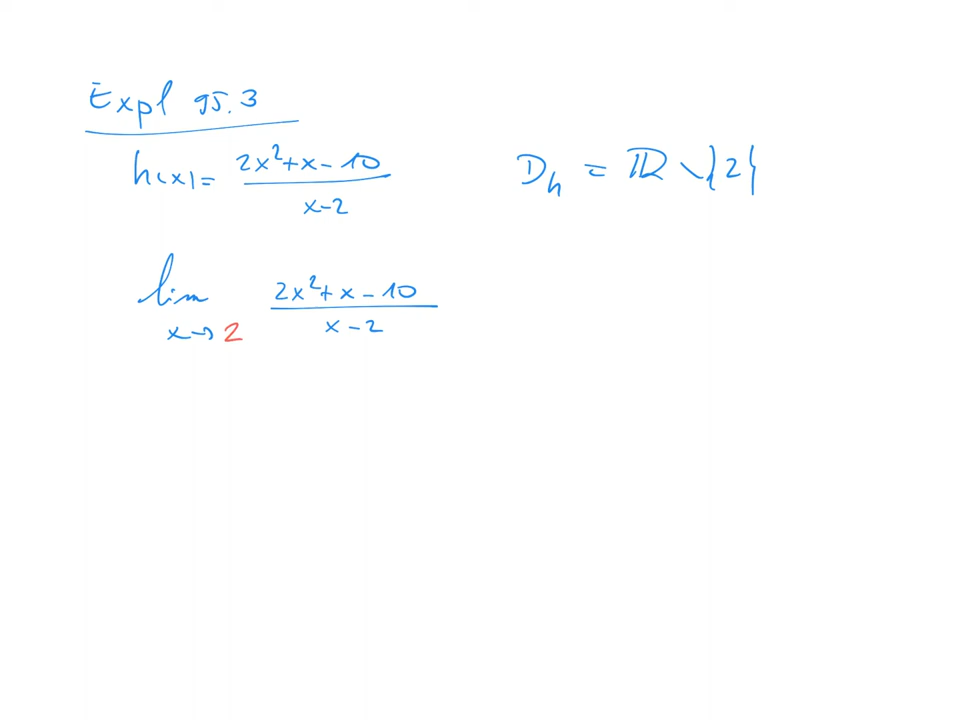 Expl 95.3
h(x) = (2x²+x-10)/(x-2) D_h = ℝ \ {2}
lim x→2 (2x²+x-10)/(x-2)